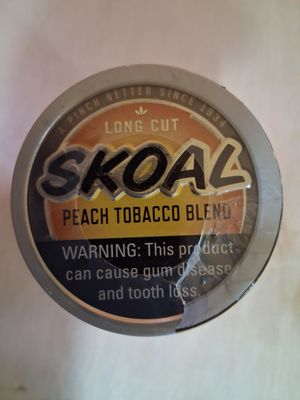 A PINCH BETTER SINCE 1934
LONG CUT
SKOAL
PEACH TOBACCO BLEND
WARNING: This product
can cause gum disease
and tooth loss.